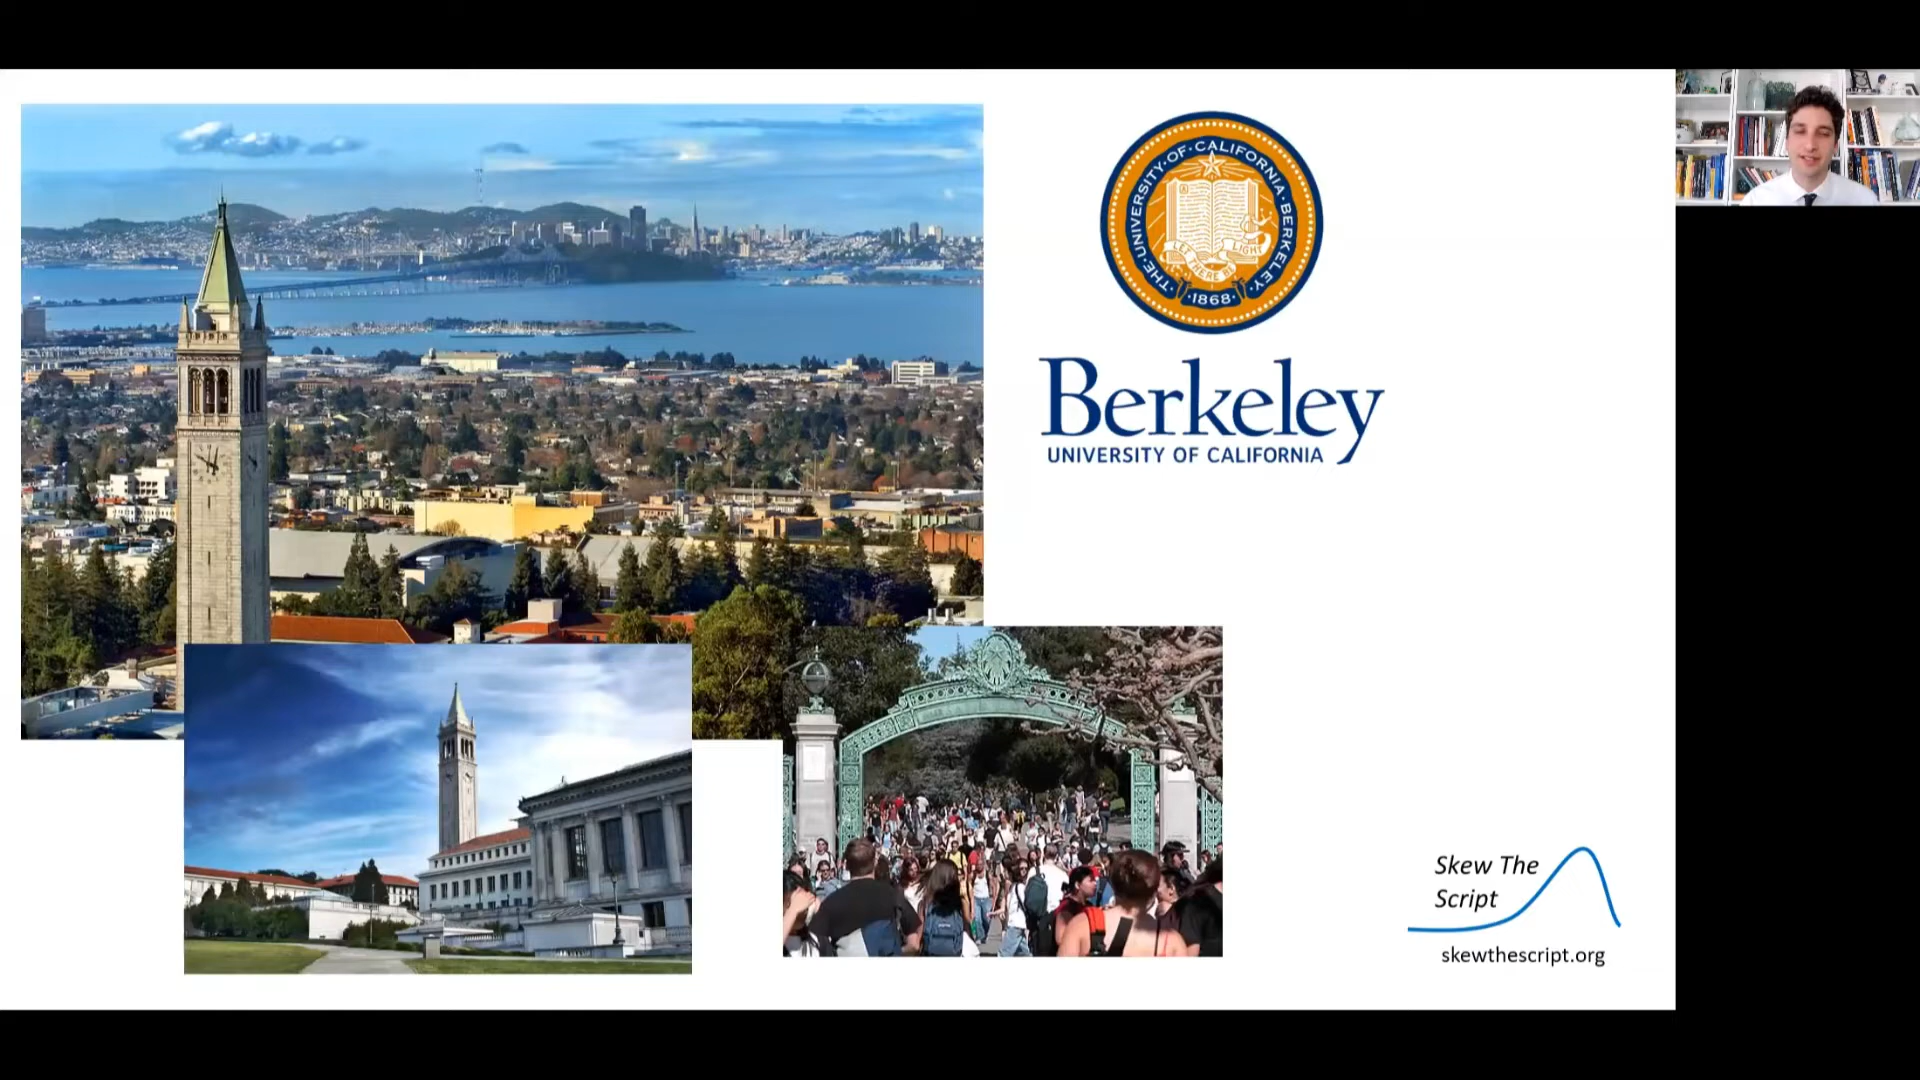 THE·UNIVERSITY·OF·CALIFORNIA·BERKELEY
LET THERE BE LIGHT
·1868·
Berkeley
UNIVERSITY OF CALIFORNIA
Skew The
Script
skewthescript.org